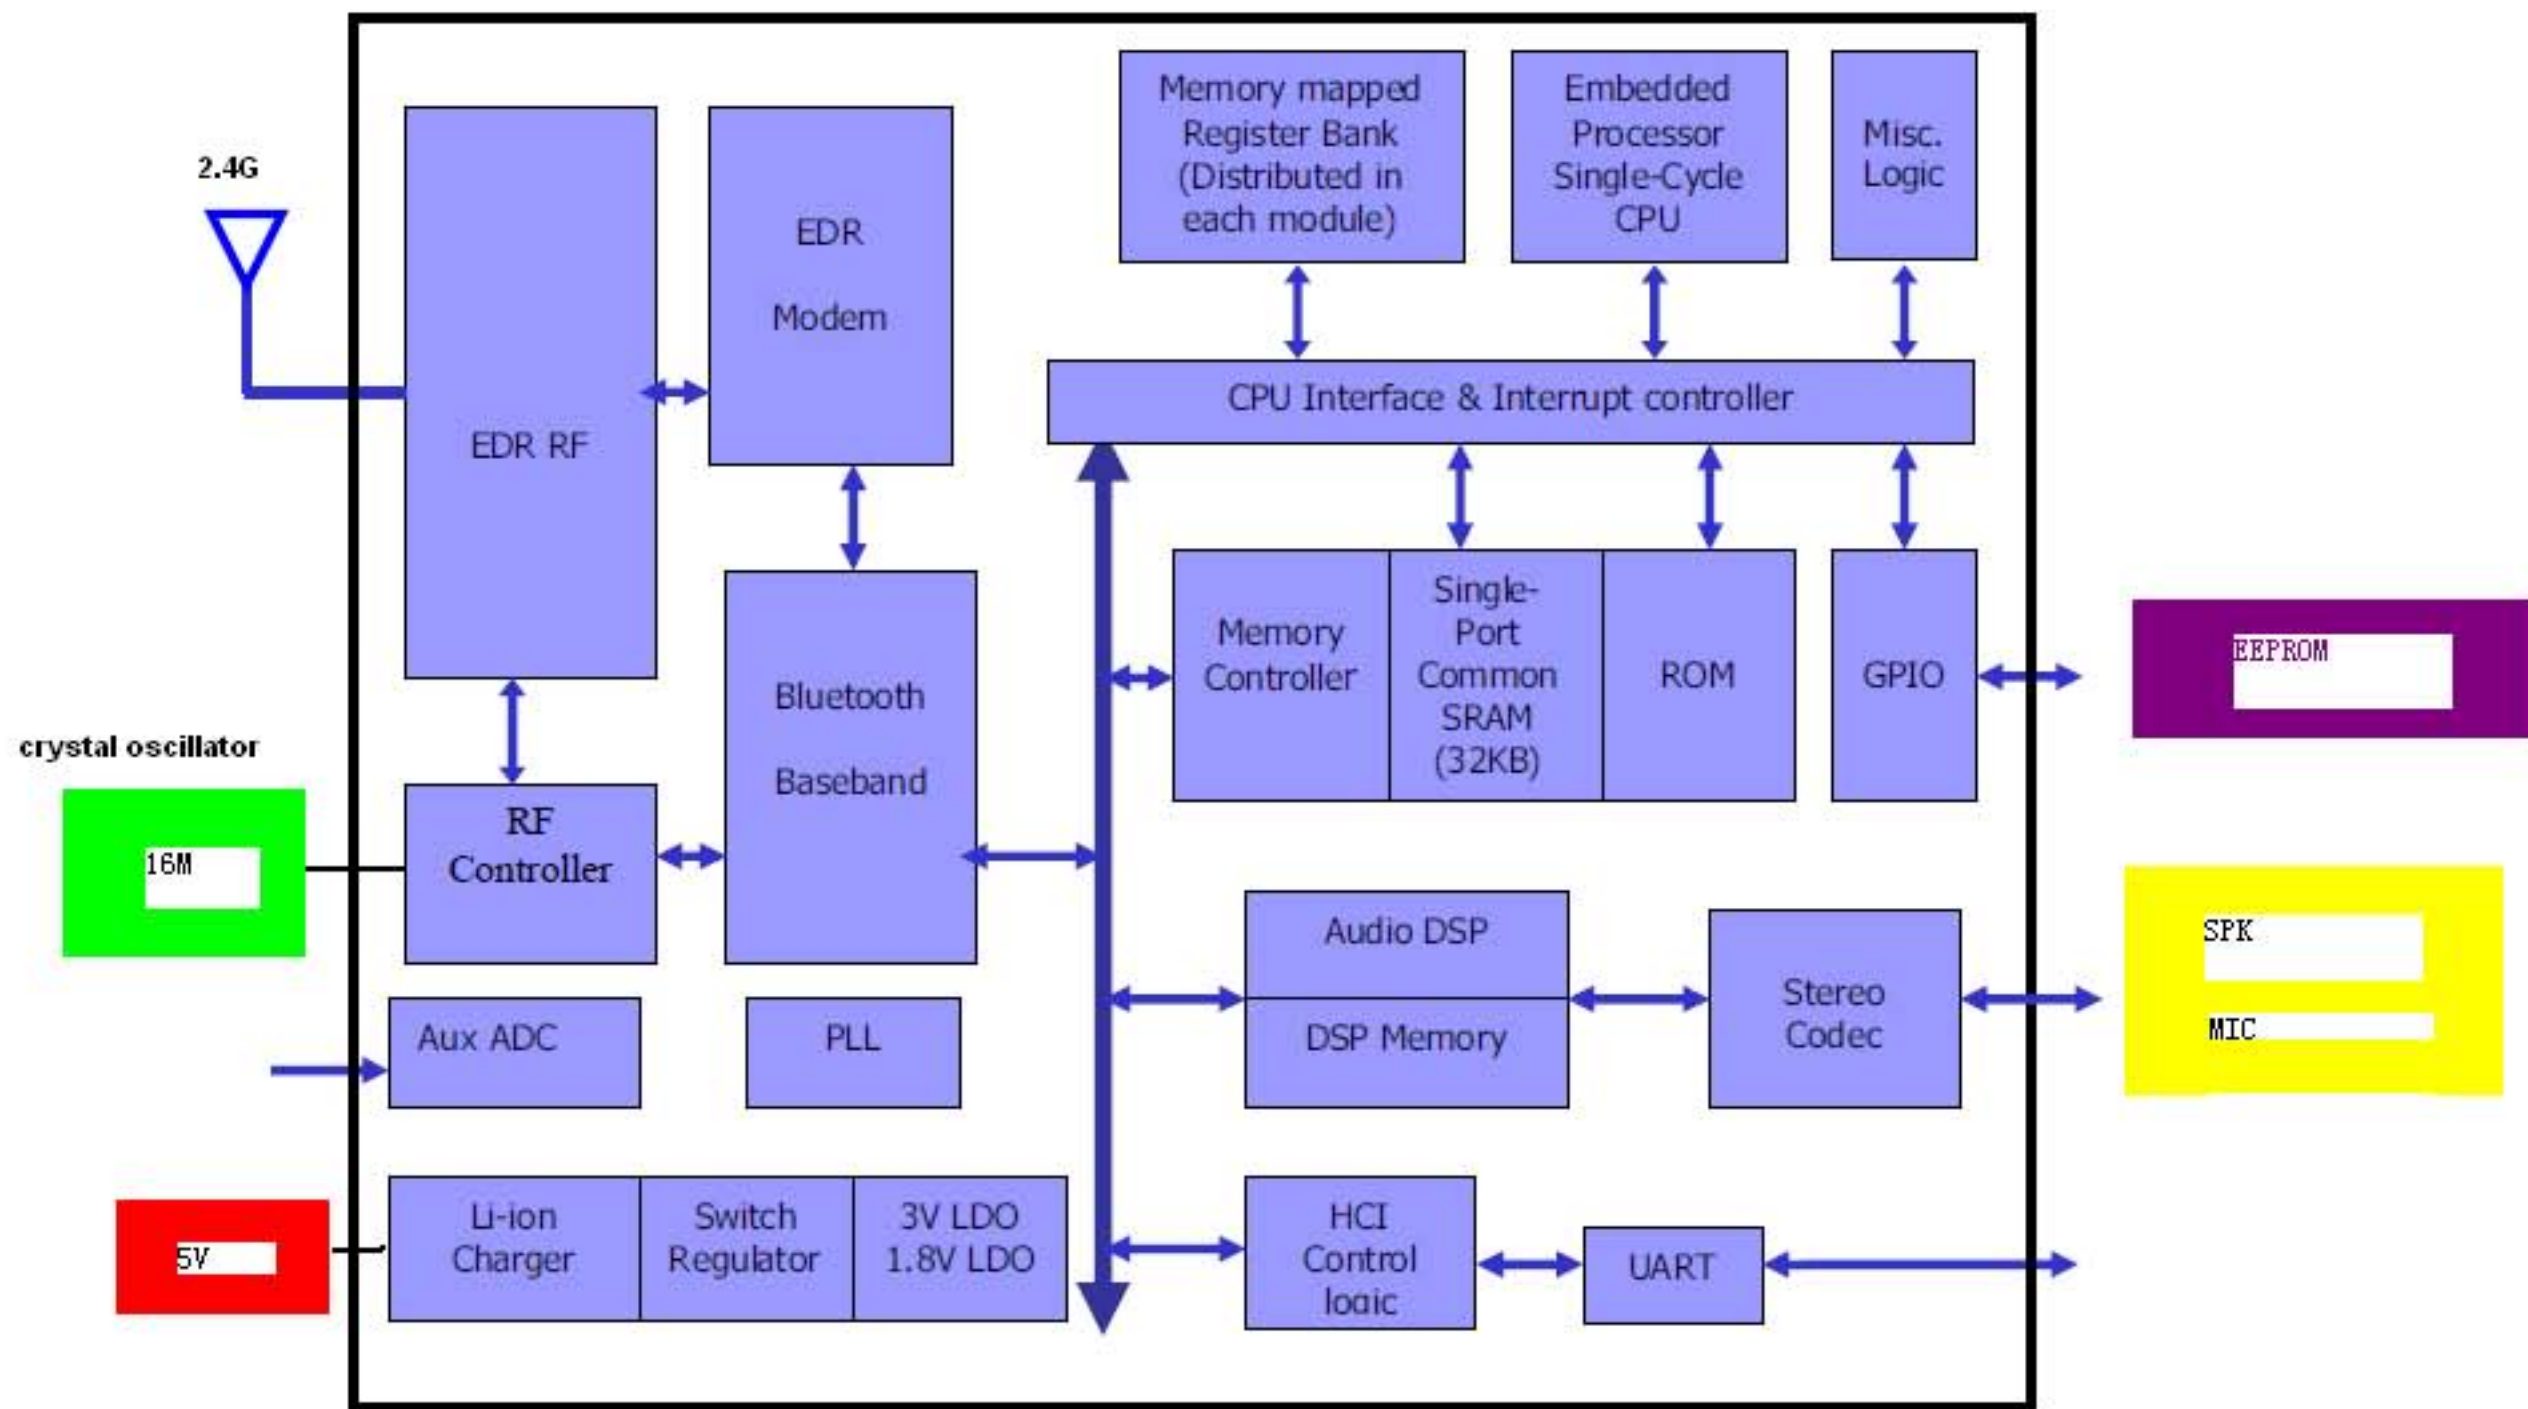 2.4G
EDR RF
EDR
Modem
Memory mapped
Register Bank
(Distributed in
each module)
Embedded
Processor
Single-Cycle
CPU
Misc.
Logic
CPU Interface & Interrupt controller
Bluetooth
Baseband
Memory
Controller
Single-
Port
Common
SRAM
(32KB)
ROM
GPIO
EEPROM
crystal oscillator
16M
RF
Controller
Audio DSP
DSP Memory
Stereo
Codec
SPK
MIC
Aux ADC
PLL
5V
Li-ion
Charger
Switch
Regulator
3V LDO
1.8V LDO
HCI
Control
logic
UART